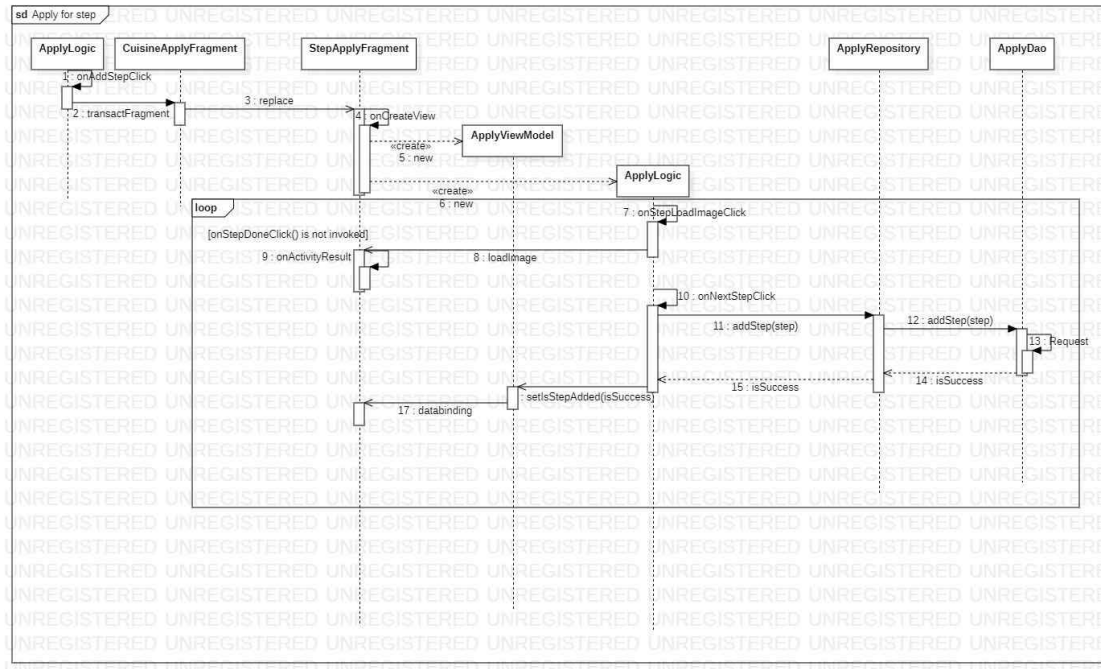 sd Apply for step
ApplyLogic
CuisineApplyFragment
StepApplyFragment
ApplyRepository
ApplyDao
1 : onAddStepClick
2 : transactFragment
3 : replace
4 : onCreateView
ApplyViewModel
«create»
5 : new
ApplyLogic
«create»
6 : new
loop
7 : onStepLoadImageClick
[onStepDoneClick() is not invoked]
8 : loadImage
9 : onActivityResult
10 : onNextStepClick
11 : addStep(step)
12 : addStep(step)
13 : Request
14 : isSuccess
15 : isSuccess
: setIsStepAdded(isSuccess)
17 : databinding
UNREGISTERED